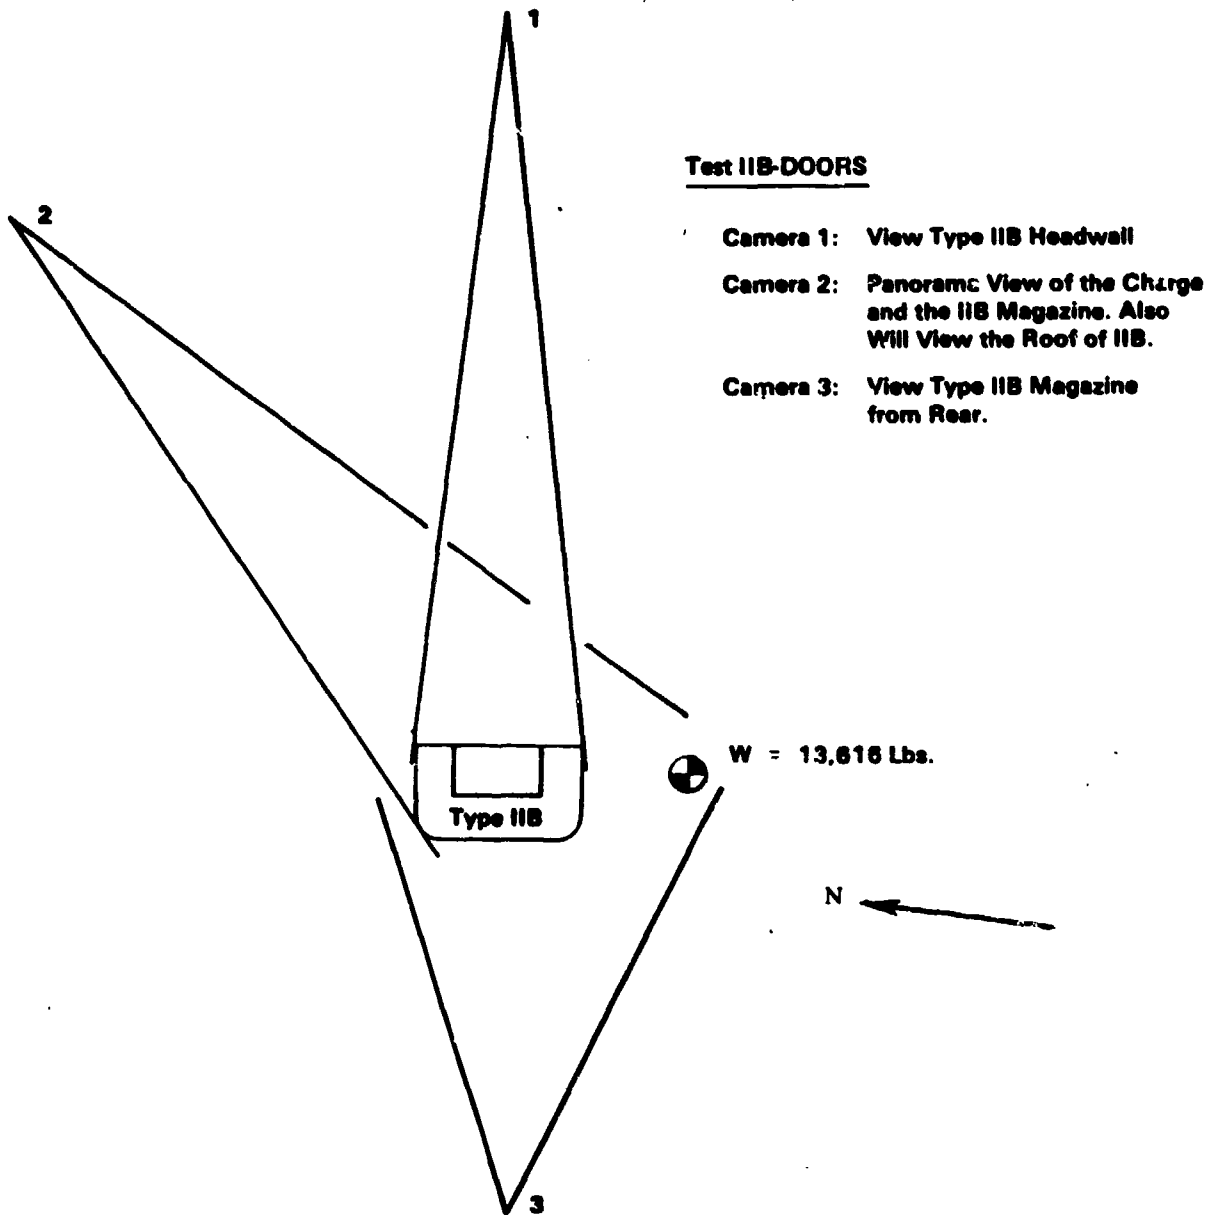 1
2
Test IIB-DOORS
Camera 1: View Type IIB Headwall
Camera 2: Panorama View of the Charge
and the IIB Magazine. Also
Will View the Roof of IIB.
Camera 3: View Type IIB Magazine
from Rear.
W = 13,616 Lbs.
Type IIB
N
3